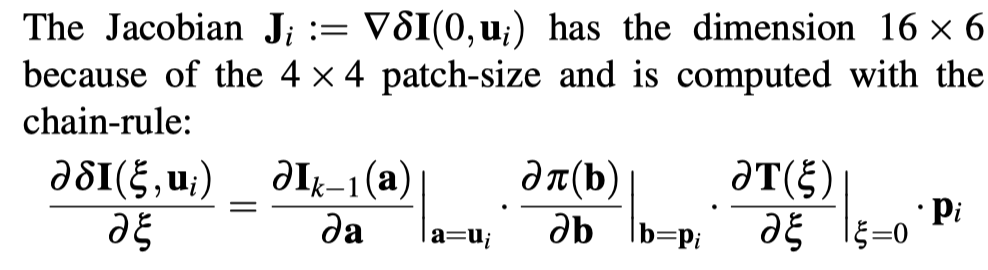 The Jacobian J_i := ∇δI(0, u_i) has the dimension 16 × 6
because of the 4 × 4 patch-size and is computed with the
chain-rule:
∂δI(ξ, u_i)/∂ξ = ∂I_{k−1}(a)/∂a |_{a=u_i} · ∂π(b)/∂b |_{b=p_i} · ∂T(ξ)/∂ξ |_{ξ=0} · p_i